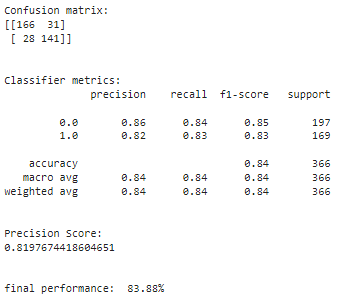 Confusion matrix:
[[166  31]
 [ 28 141]]
Classifier metrics:
              precision    recall  f1-score   support
         0.0       0.86      0.84      0.85       197
         1.0       0.82      0.83      0.83       169
    accuracy                           0.84       366
   macro avg       0.84      0.84      0.84       366
weighted avg       0.84      0.84      0.84       366
Precision Score:
0.8197674418604651
final performance:  83.88%